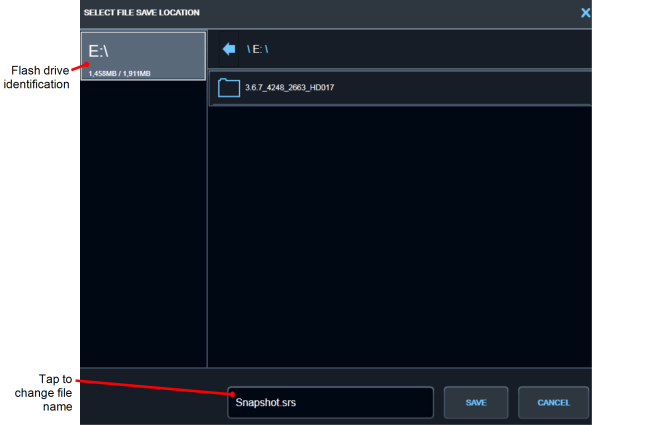 SELECT FILE SAVE LOCATION
X
E:\
1,458MB / 1,911MB
\ E: \
3.6.7_4248_2663_HD017
Flash drive
identification
Tap to
change file
name
Snapshot.srs
SAVE
CANCEL